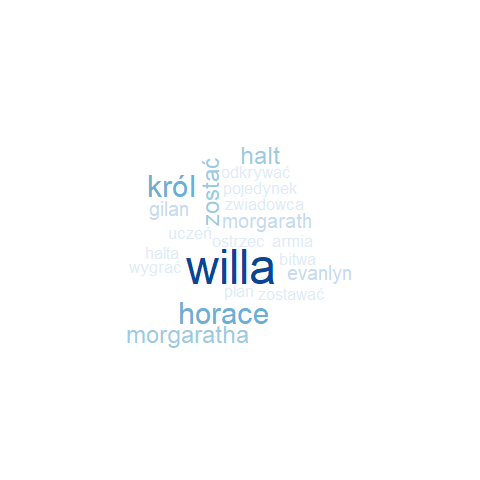 halt
odkrywać
król
zostać
pojedynek
gilan
zwiadowca
morgarath
uczeń
ostrzec
armia
halta
willa
bitwa
wygrać
evanlyn
plan
zostawać
horace
morgaratha